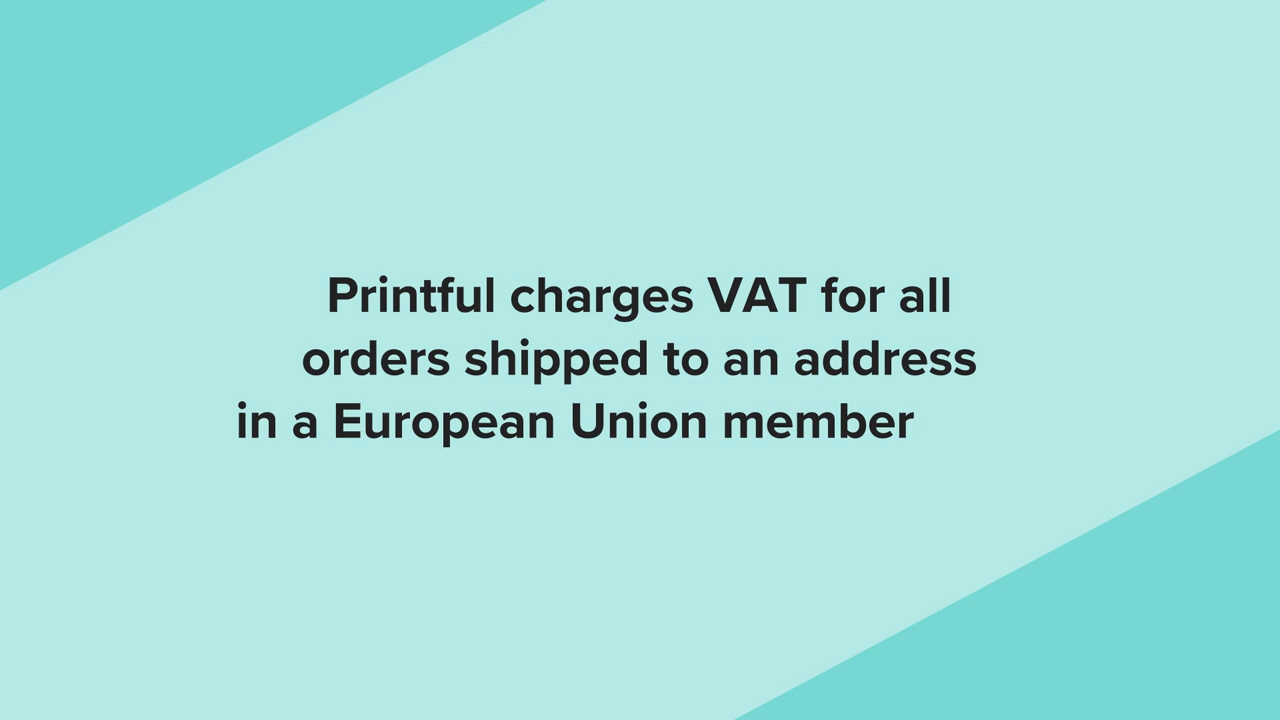 Printful charges VAT for all
orders shipped to an address
in a European Union member